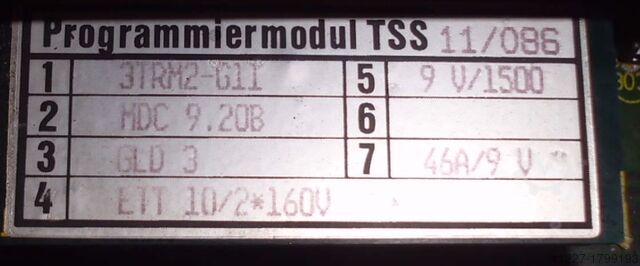 Programmiermodul TSS 11/086
1 3TRM2-G11 5 9 V/1500
2 MDC 9.20B 6
3 GLD 3 7 46A/9 V
4 ETT 10/2*160V